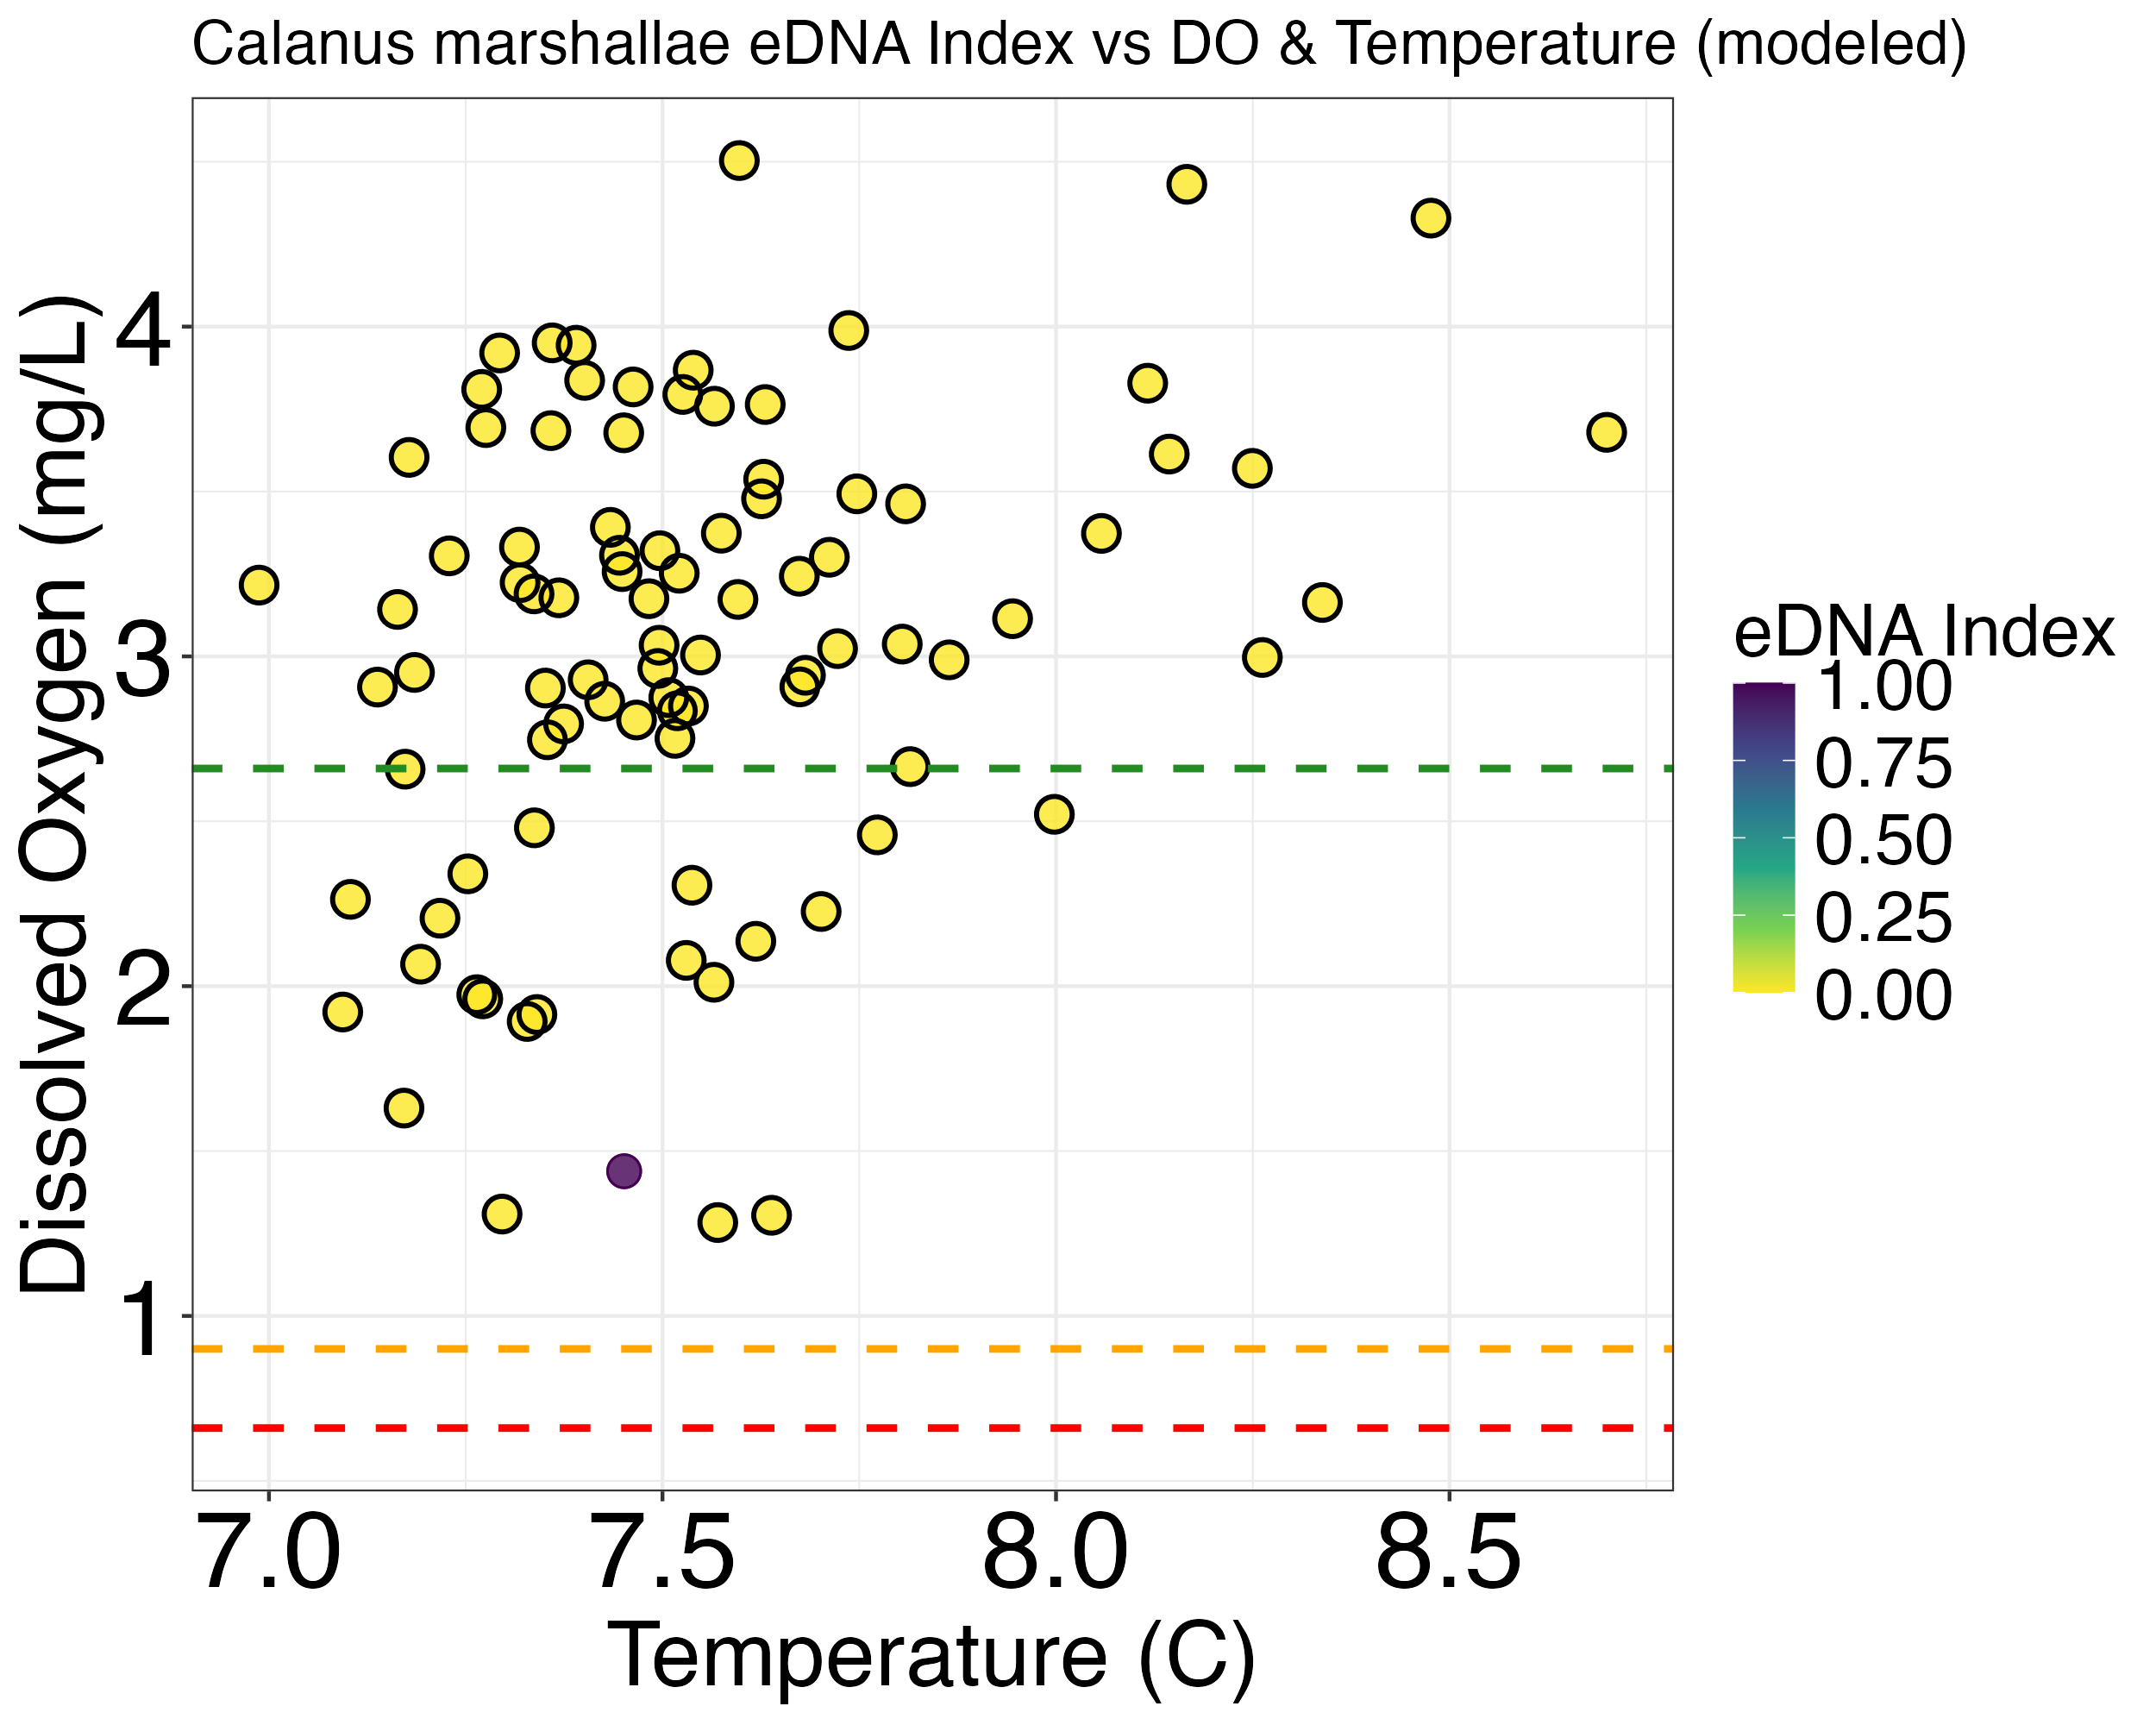 Calanus marshallae eDNA Index vs DO & Temperature (modeled)
Dissolved Oxygen (mg/L)
4
3
2
1
7.0 7.5 8.0 8.5
Temperature (C)
eDNA Index
1.00
0.75
0.50
0.25
0.00